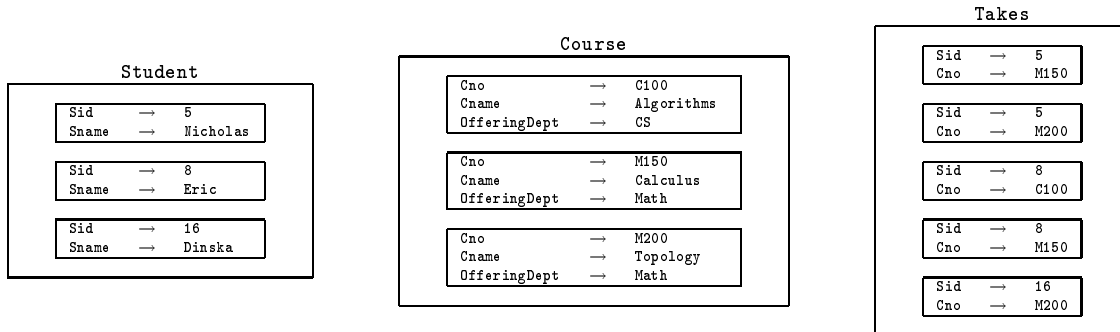 Student
Sid → 5
Sname → Nicholas
Sid → 8
Sname → Eric
Sid → 16
Sname → Dinska
Course
Cno → C100
Cname → Algorithms
OfferingDept → CS
Cno → M150
Cname → Calculus
OfferingDept → Math
Cno → M200
Cname → Topology
OfferingDept → Math
Takes
Sid → 5
Cno → M150
Sid → 5
Cno → M200
Sid → 8
Cno → C100
Sid → 8
Cno → M150
Sid → 16
Cno → M200